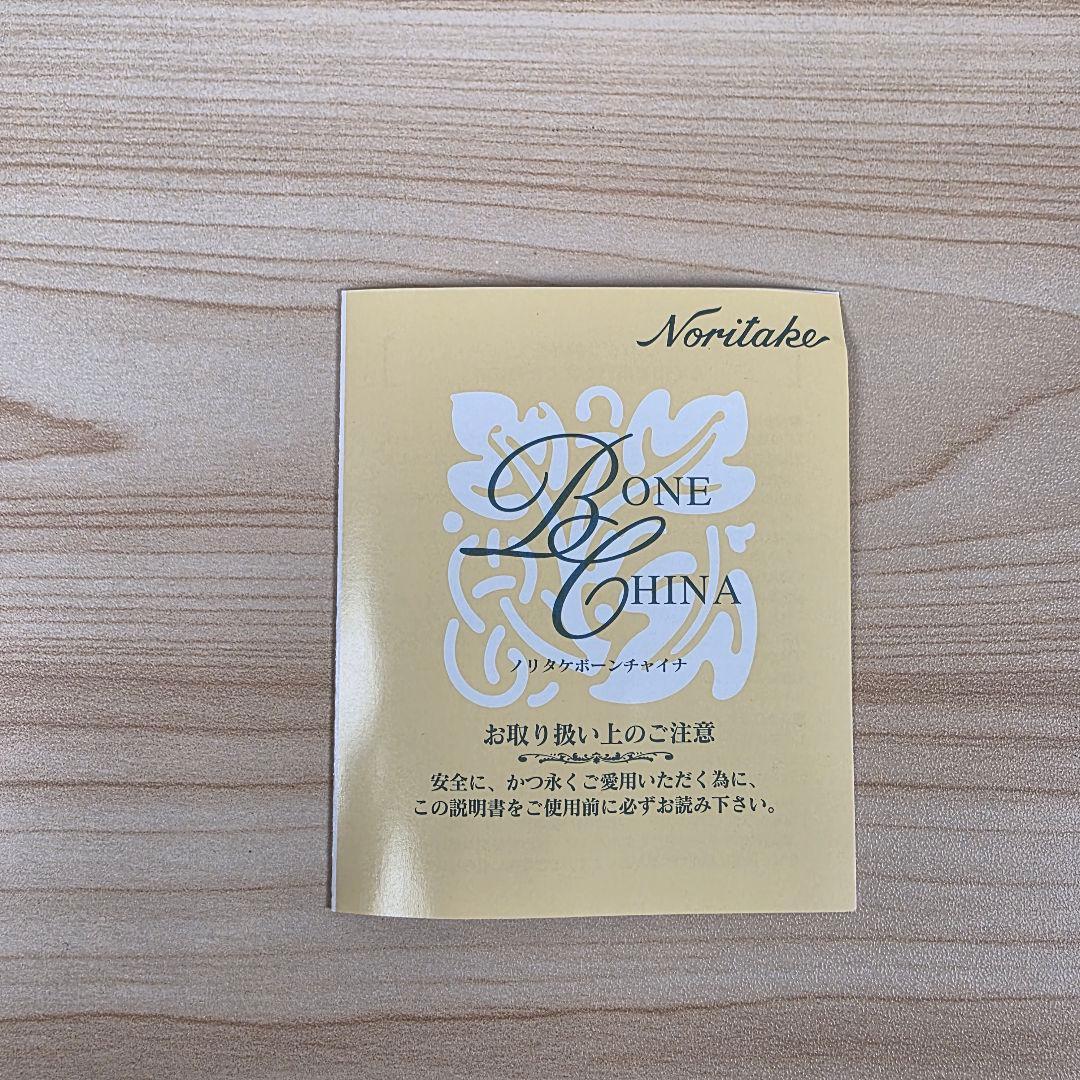 Noritake
BONE
CHINA
ノリタケボーンチャイナ
お取り扱い上のご注意
安全に、かつ永くご愛用いただく為に、
この説明書をご使用前に必ずお読み下さい。